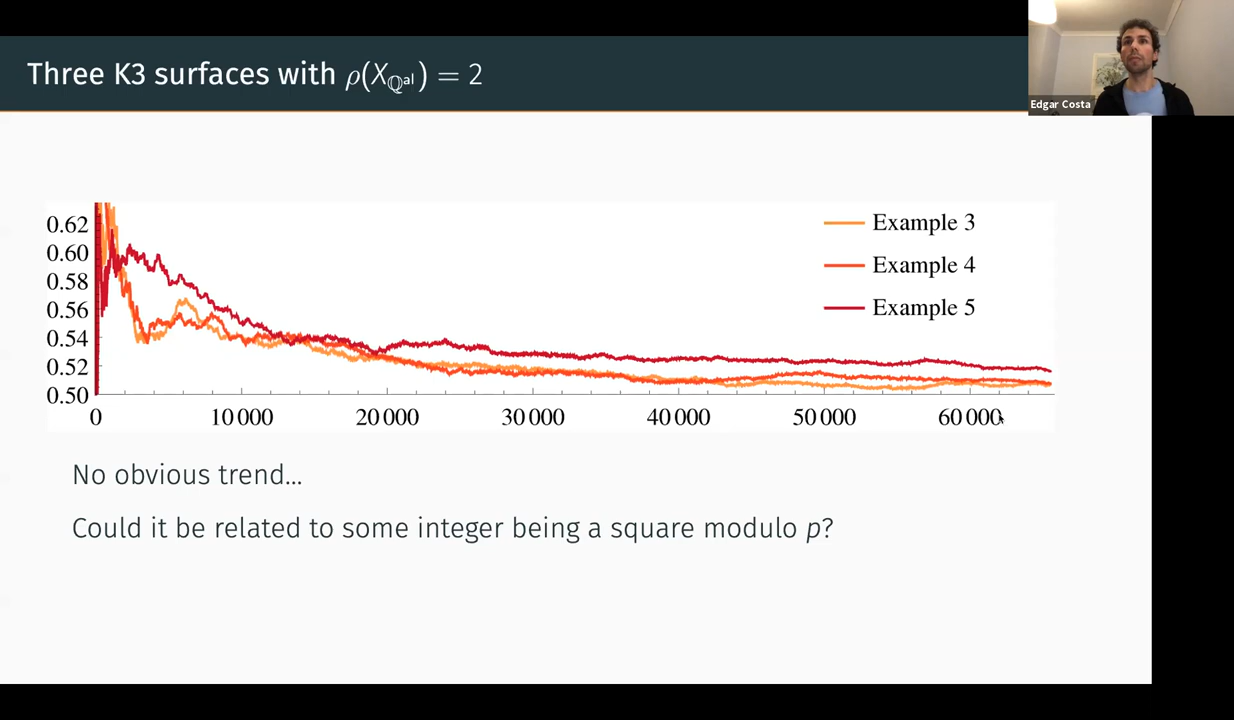 Three K3 surfaces with ρ(X_ℚᵃˡ) = 2
Edgar Costa
0.62
0.60
0.58
0.56
0.54
0.52
0.50
Example 3
Example 4
Example 5
0 10 000 20 000 30 000 40 000 50 000 60 000
No obvious trend...
Could it be related to some integer being a square modulo p?